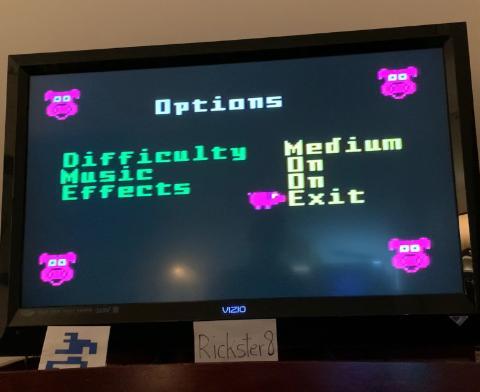 Options
Difficulty Medium
Music On
Effects On
Exit
VIZIO
Rickster8